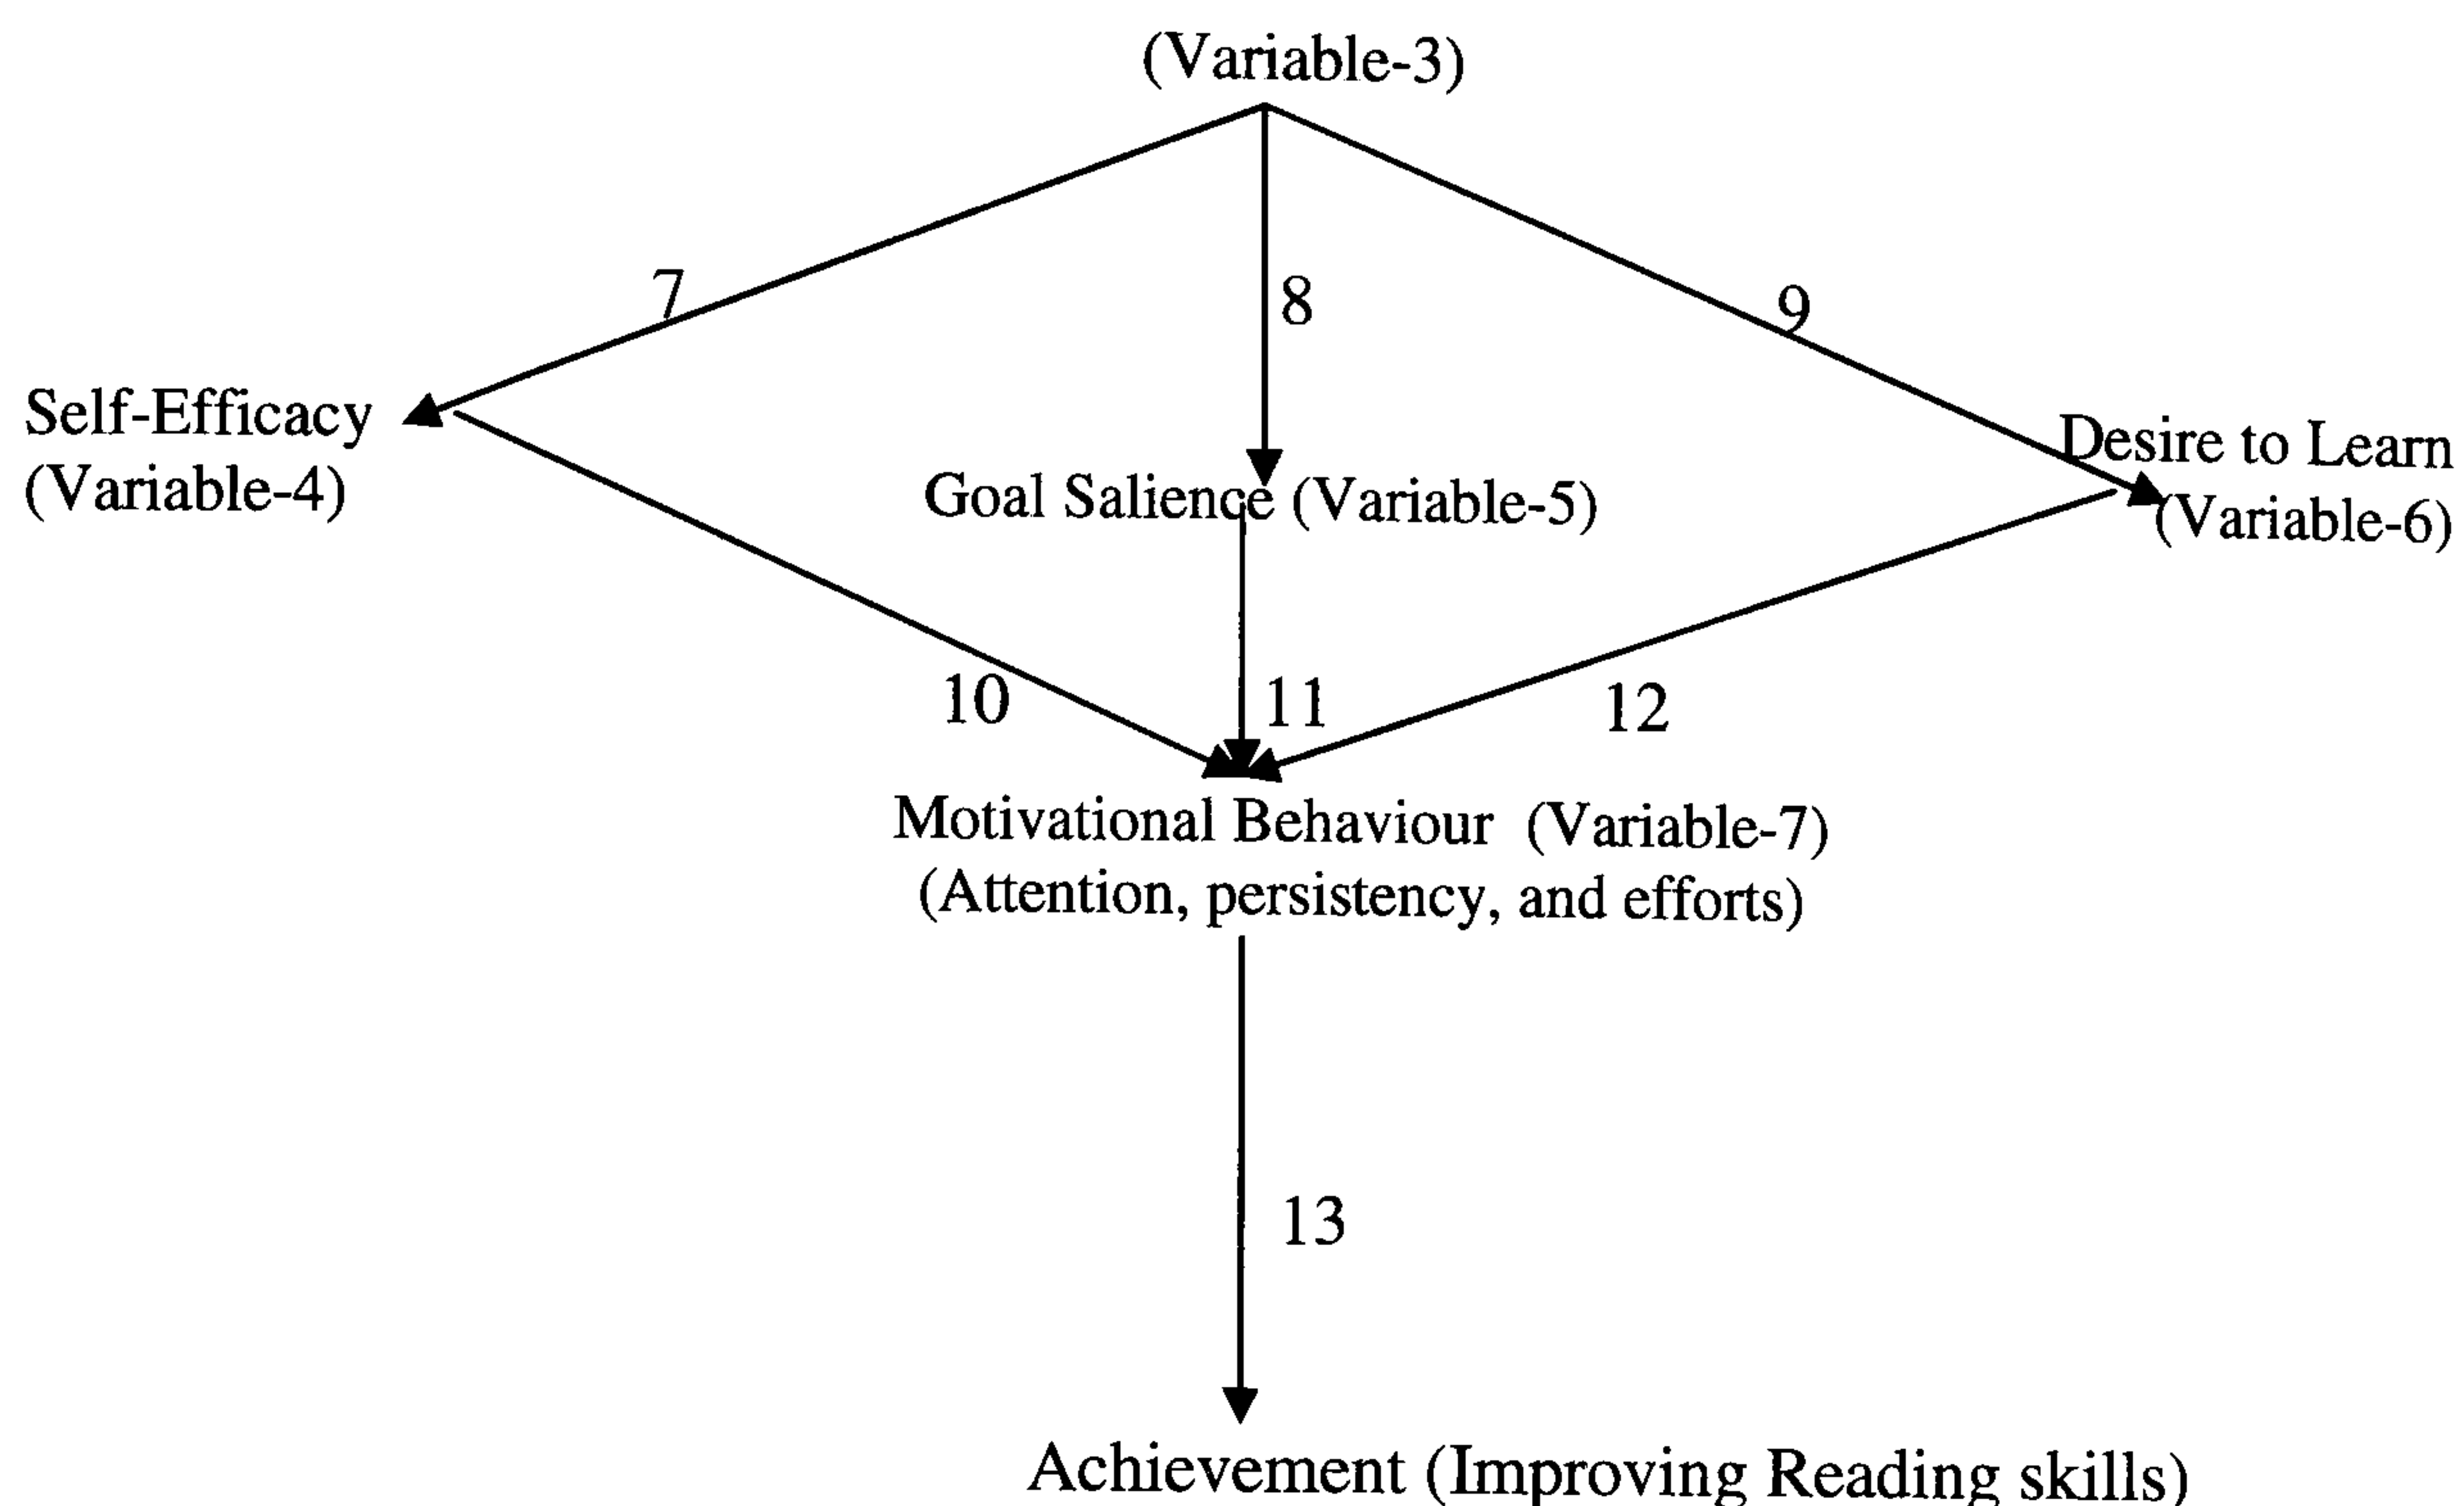 (Variable-3)
7
8
9
Self-Efficacy
(Variable-4)
Desire to Learn
(Variable-6)
Goal Salience (Variable-5)
10
11
12
Motivational Behaviour (Variable-7)
(Attention, persistency, and efforts)
13
Achievement (Improving Reading skills)